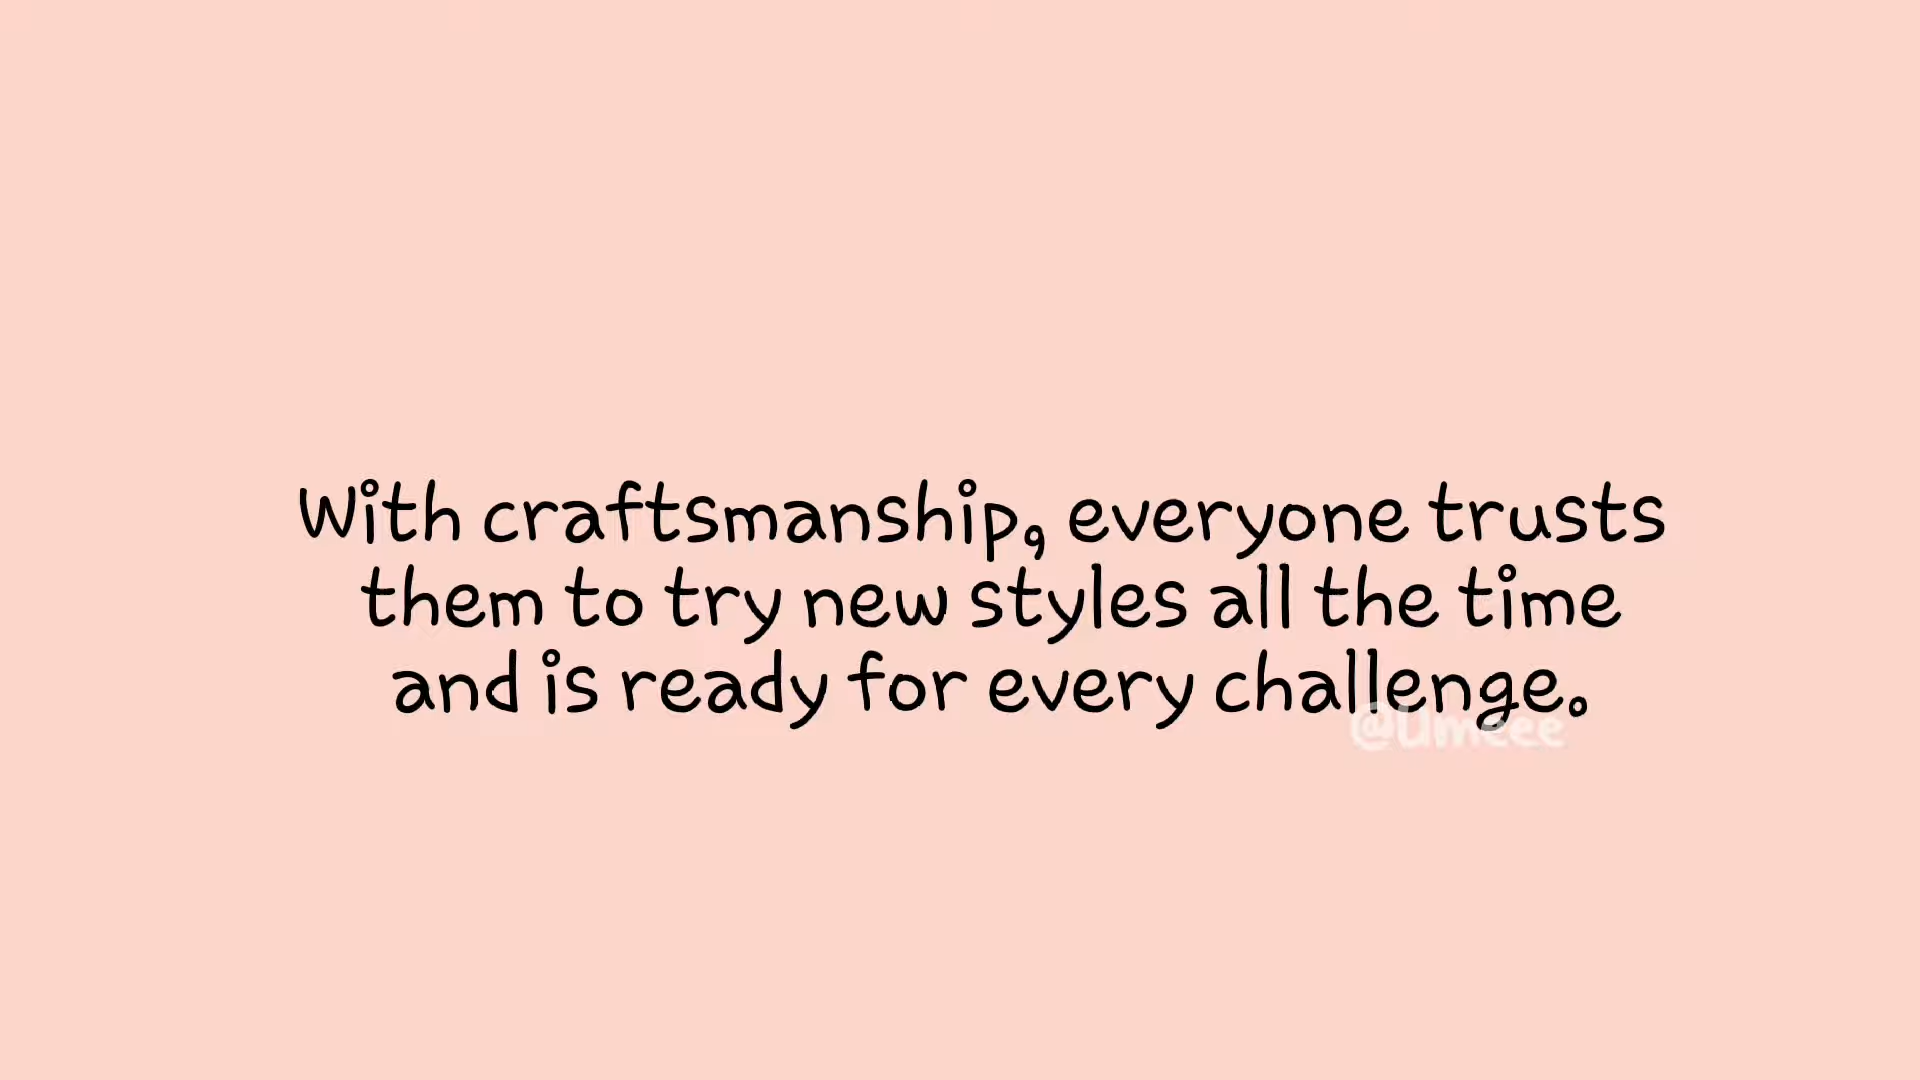 With craftsmanship, everyone trusts
them to try new styles all the time
and is ready for every challenge.
@Umeee